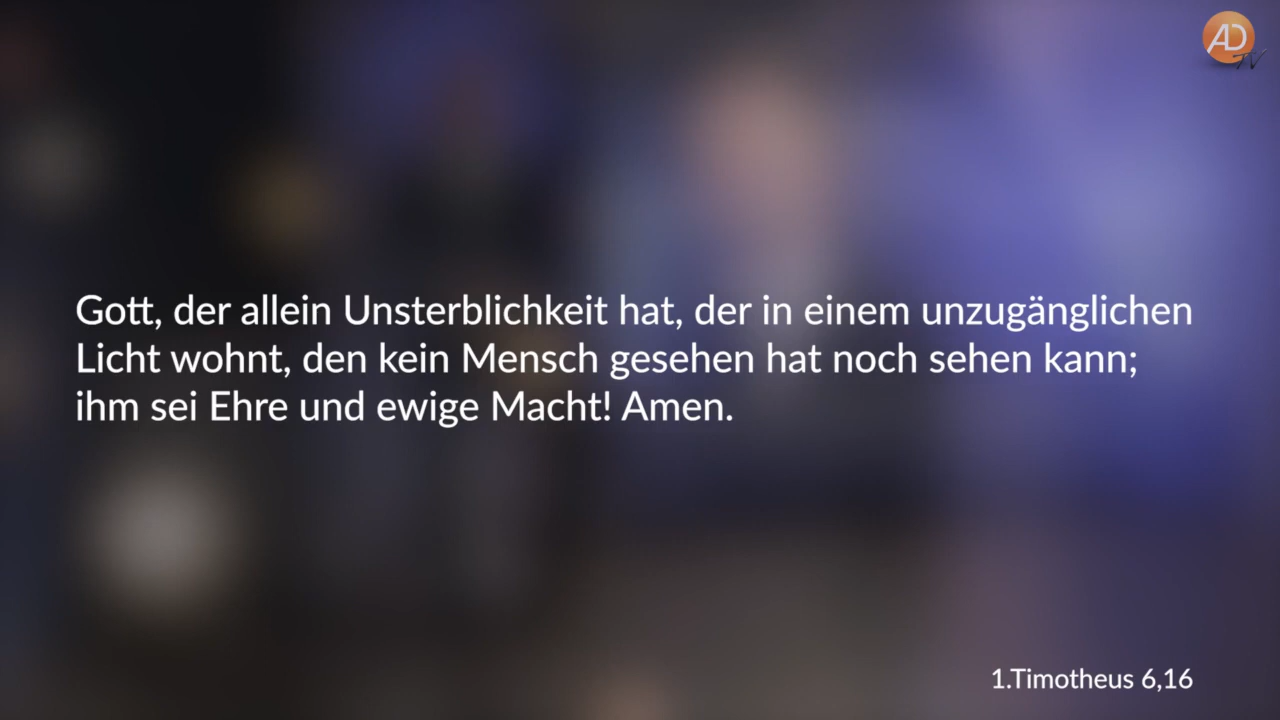 AD
TV
Gott, der allein Unsterblichkeit hat, der in einem unzugänglichen
Licht wohnt, den kein Mensch gesehen hat noch sehen kann;
ihm sei Ehre und ewige Macht! Amen.
1.Timotheus 6,16